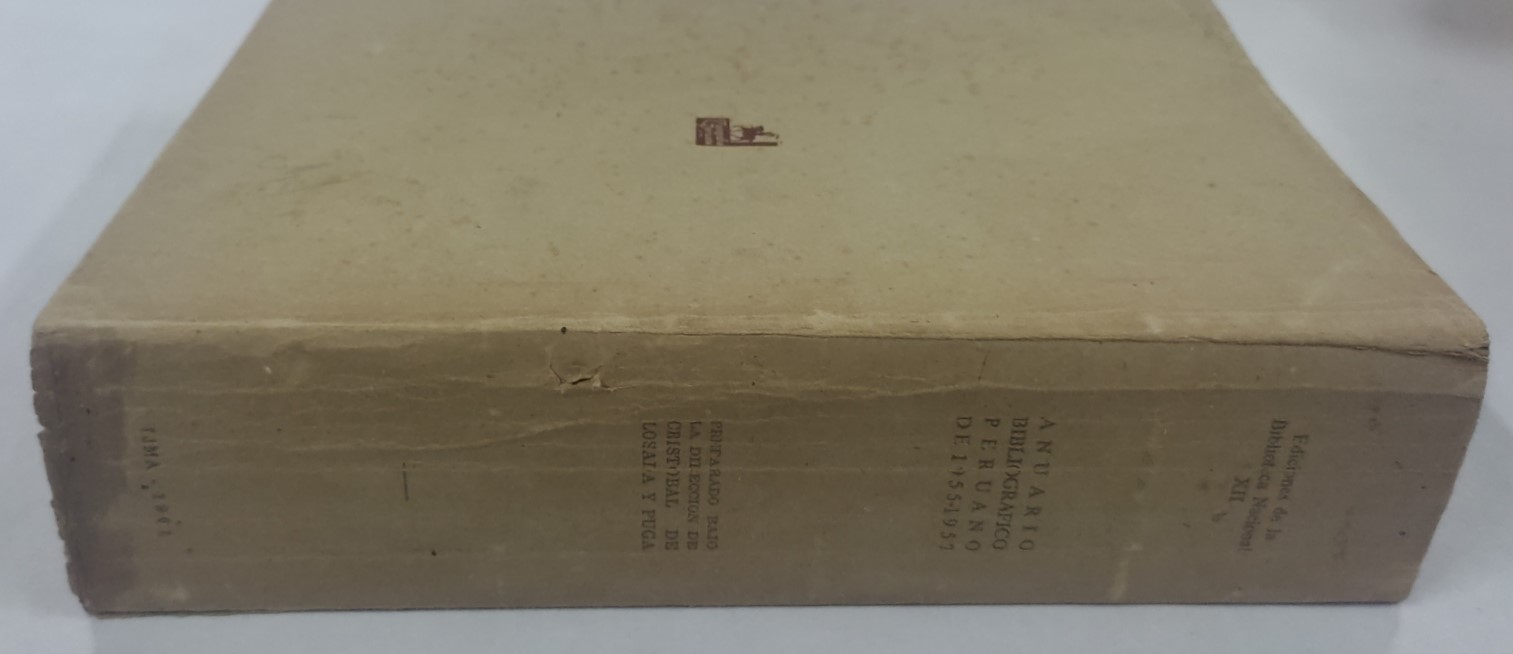 Ediciones de la
Biblioteca Nacional
XII
ANUARIO
BIBLIOGRAFICO
PERUANO
DE 1955-1957
PREPARADO BAJO
LA DIRECCION DE
CRISTOBAL DE
LOSADA Y PUGA
LIMA, 1961